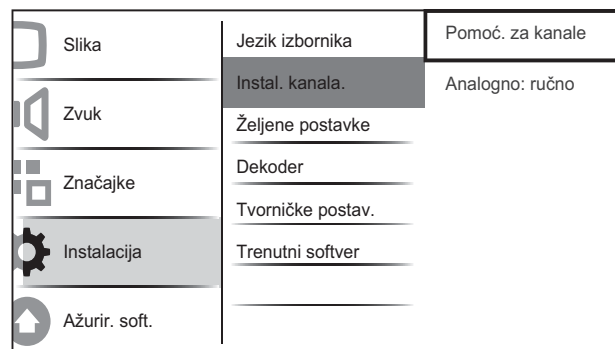 Slika
Zvuk
Značajke
Instalacija
Ažurir. soft.
Jezik izbornika
Instal. kanala.
Željene postavke
Dekoder
Tvorničke postav.
Trenutni softver
Pomoć. za kanale
Analogno: ručno